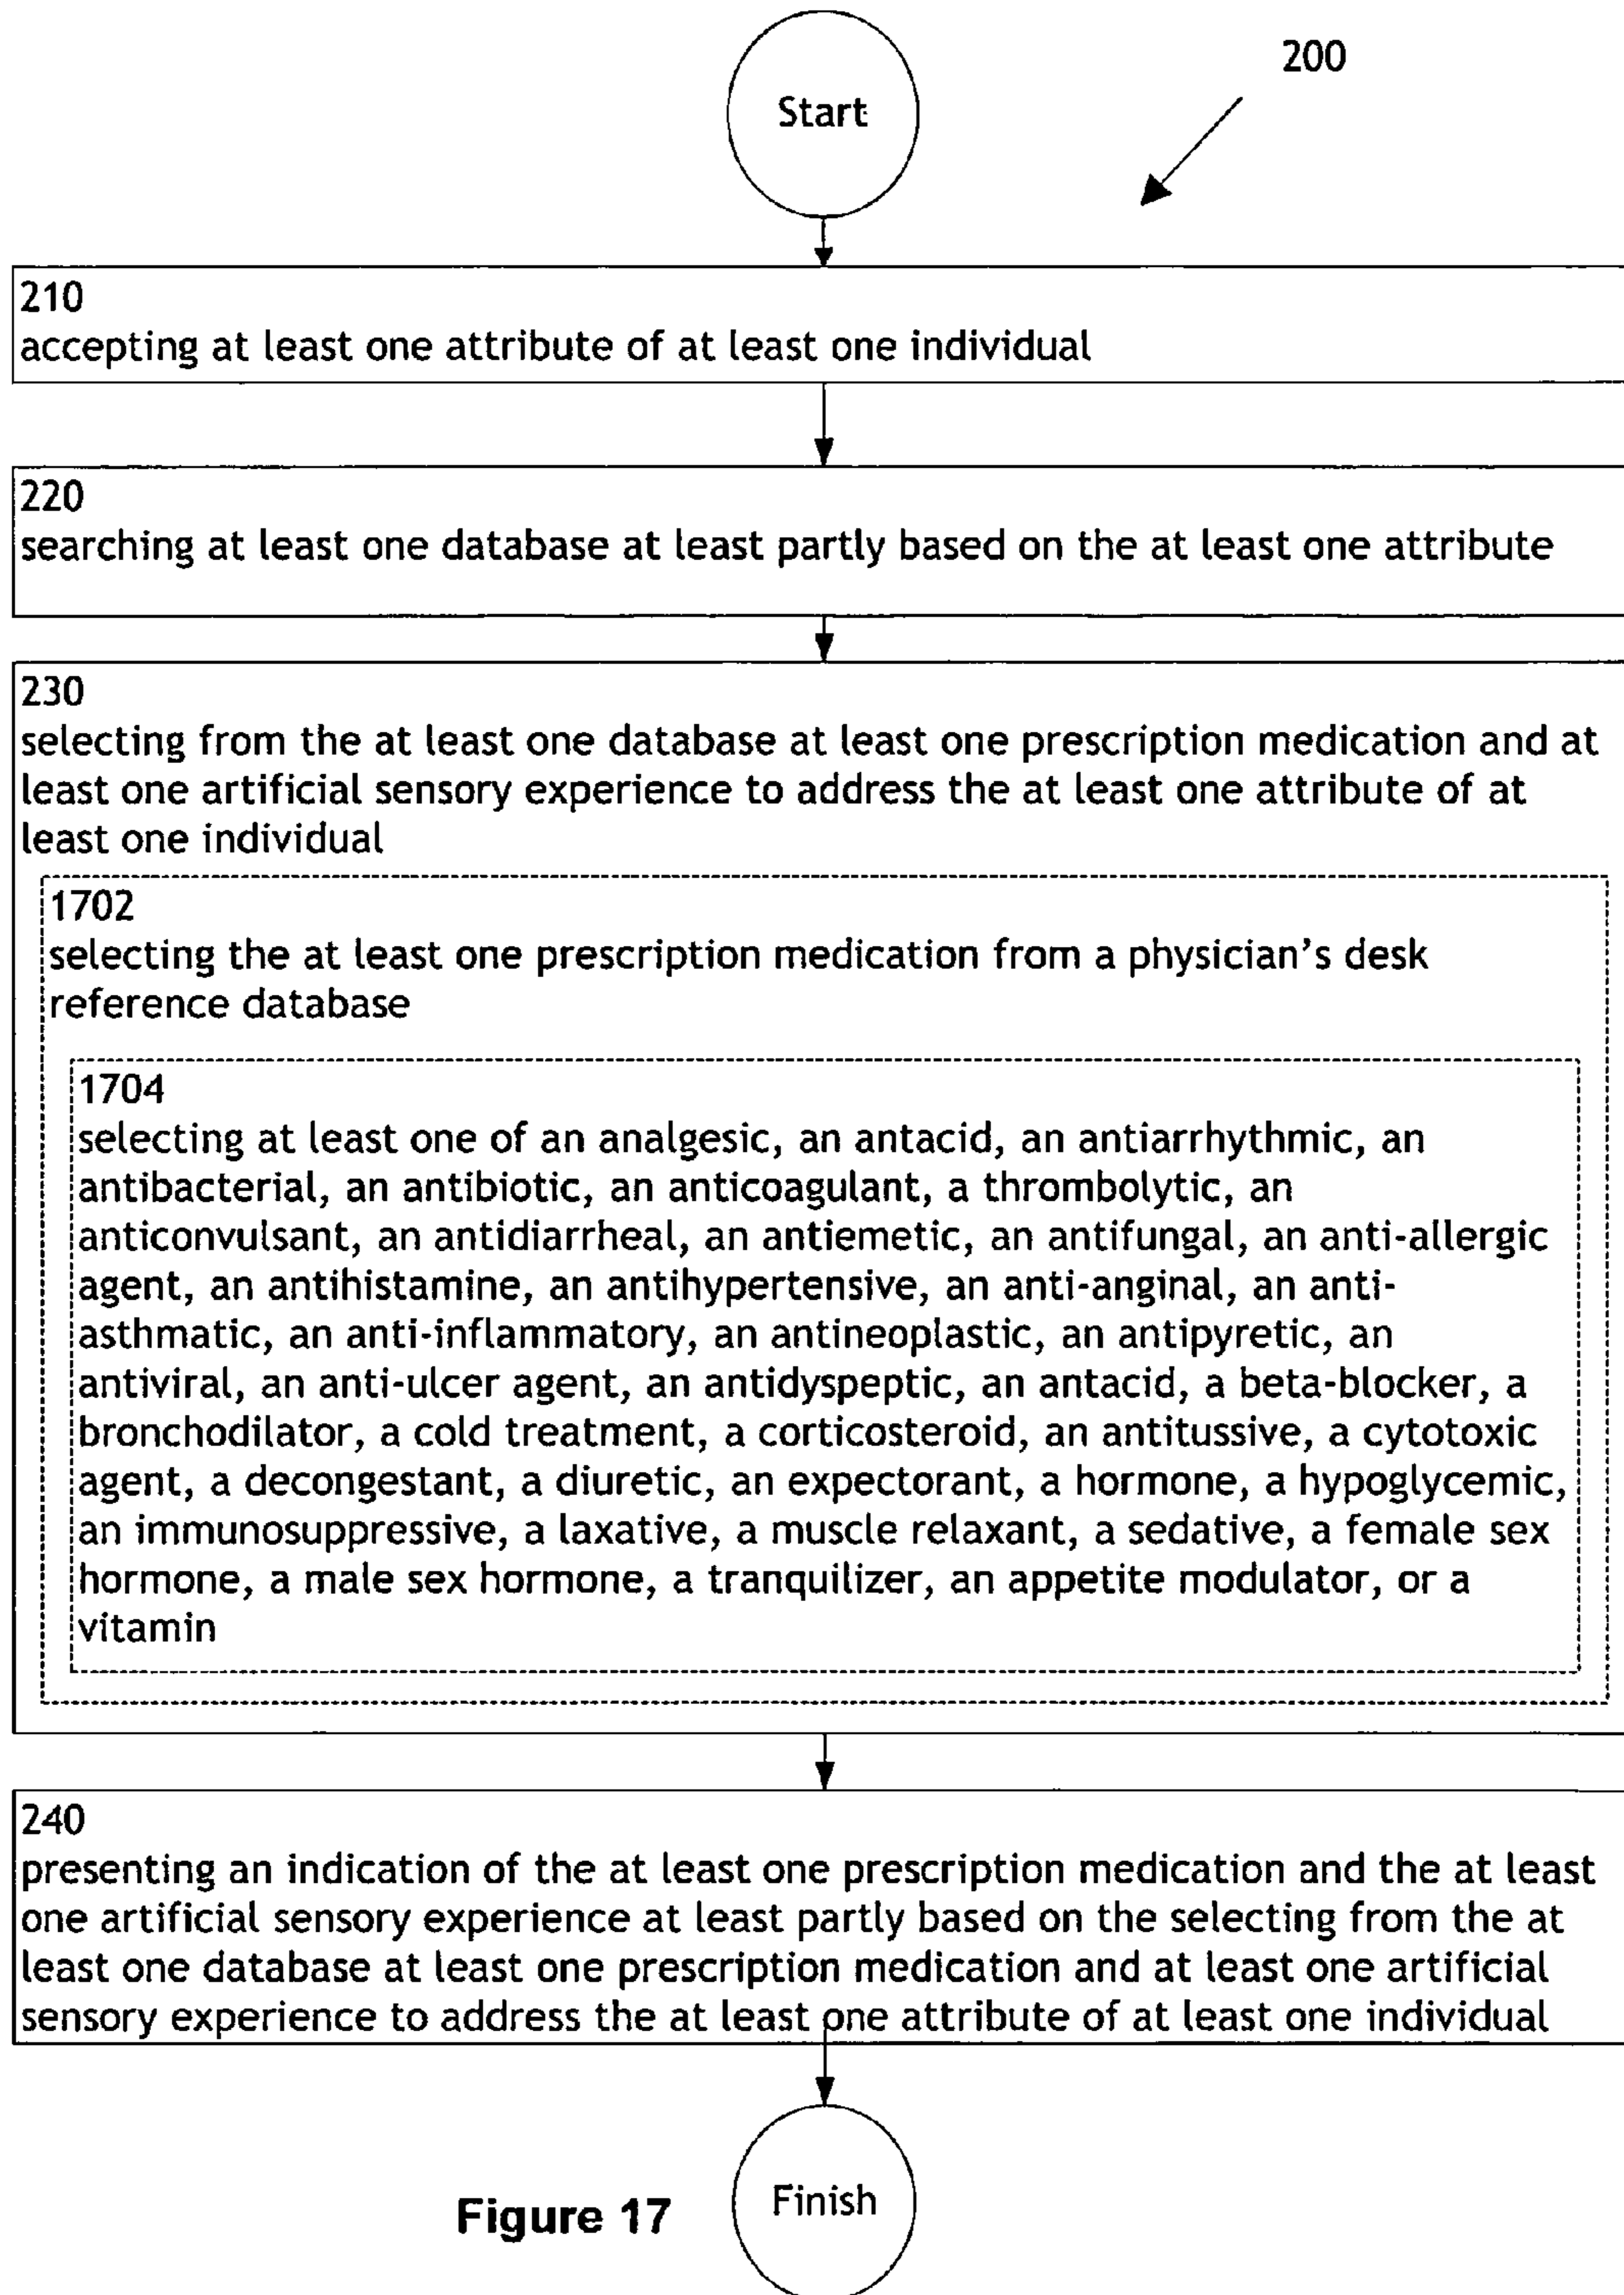 Start
200
210
accepting at least one attribute of at least one individual
220
searching at least one database at least partly based on the at least one attribute
230
selecting from the at least one database at least one prescription medication and at
least one artificial sensory experience to address the at least one attribute of at
least one individual
1702
selecting the at least one prescription medication from a physician's desk
reference database
1704
selecting at least one of an analgesic, an antacid, an antiarrhythmic, an
antibacterial, an antibiotic, an anticoagulant, a thrombolytic, an
anticonvulsant, an antidiarrheal, an antiemetic, an antifungal, an anti-allergic
agent, an antihistamine, an antihypertensive, an anti-anginal, an anti-
asthmatic, an anti-inflammatory, an antineoplastic, an antipyretic, an
antiviral, an anti-ulcer agent, an antidyspeptic, an antacid, a beta-blocker, a
bronchodilator, a cold treatment, a corticosteroid, an antitussive, a cytotoxic
agent, a decongestant, a diuretic, an expectorant, a hormone, a hypoglycemic,
an immunosuppressive, a laxative, a muscle relaxant, a sedative, a female sex
hormone, a male sex hormone, a tranquilizer, an appetite modulator, or a
vitamin
240
presenting an indication of the at least one prescription medication and the at least
one artificial sensory experience at least partly based on the selecting from the at
least one database at least one prescription medication and at least one artificial
sensory experience to address the at least one attribute of at least one individual
Finish
Figure 17